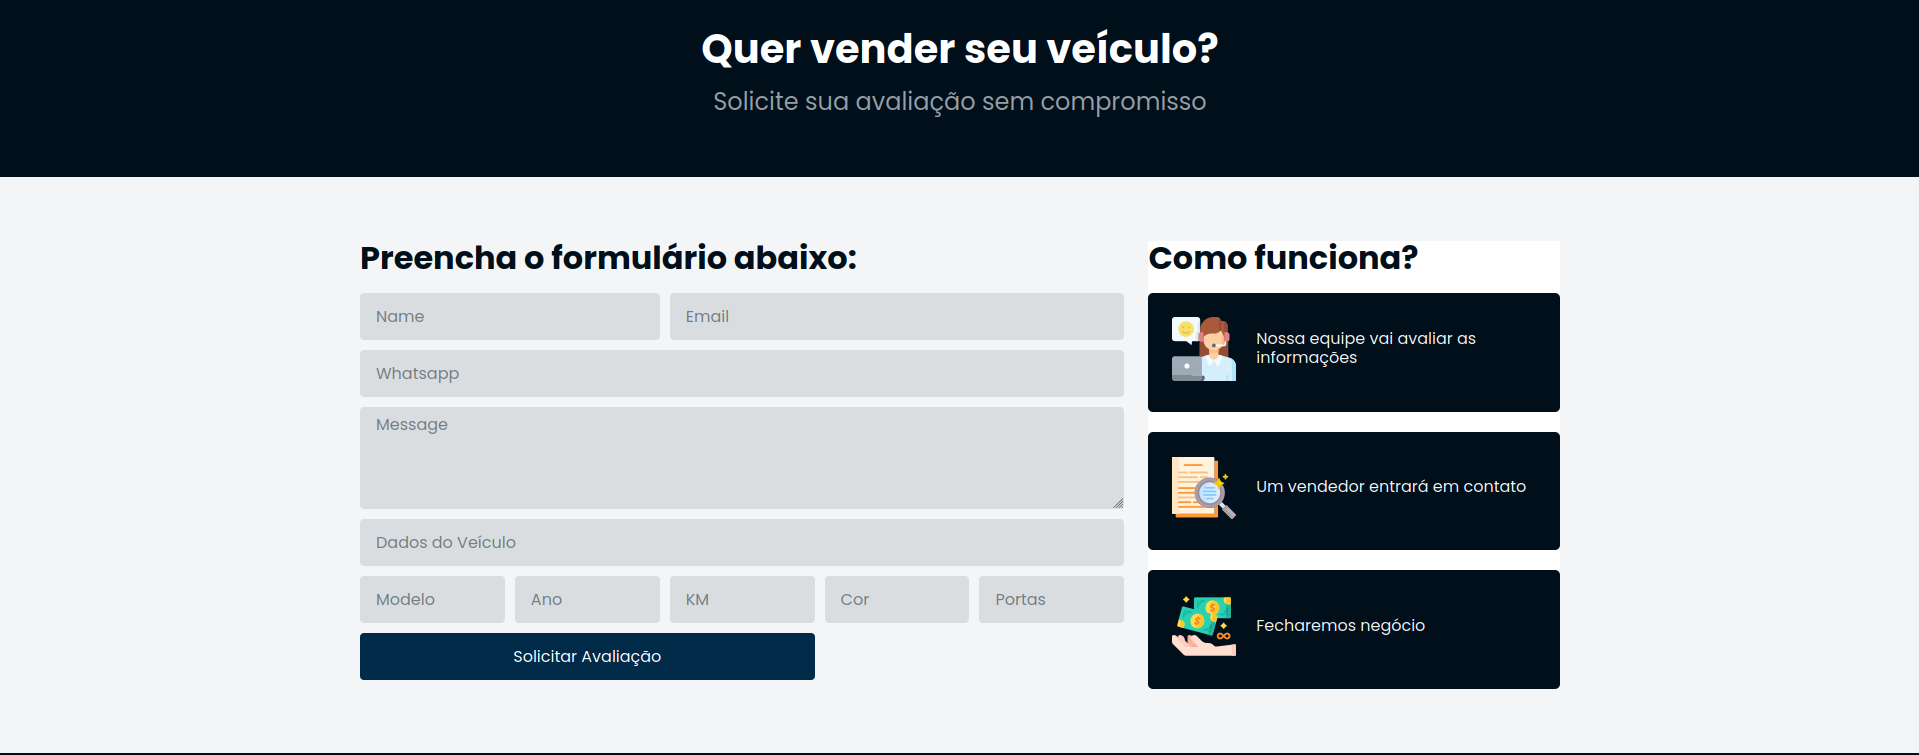 Quer vender seu veículo?
Solicite sua avaliação sem compromisso
Preencha o formulário abaixo:
Name
Email
Whatsapp
Message
Dados do Veículo
Modelo
Ano
KM
Cor
Portas
Solicitar Avaliação
Como funciona?
Nossa equipe vai avaliar as
informações
Um vendedor entrará em contato
Fecharemos negócio